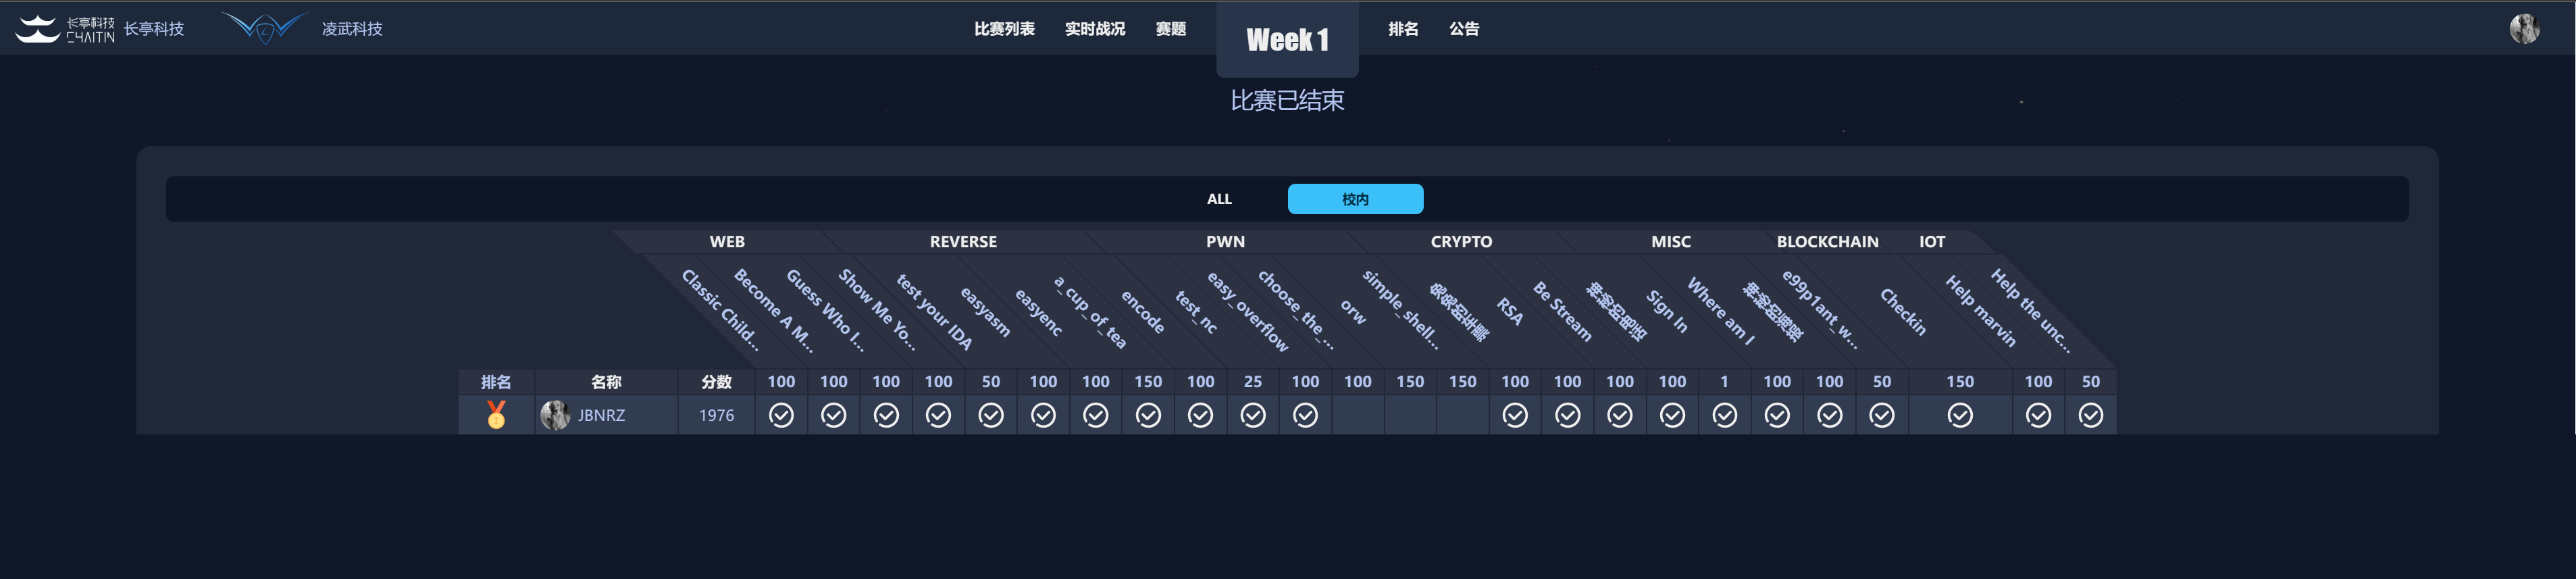 长亭科技 CHAITIN 长亭科技 凌武科技 比赛列表 实时战况 赛题 Week 1 排名 公告
比赛已结束
ALL 校内
WEB REVERSE PWN CRYPTO MISC BLOCKCHAIN IOT
Classic Child...
Become A M...
Guess Who I...
Show Me Yo...
test your IDA
easyasm
easyenc
a_cup_of_tea
encode
test_nc
easy_overflow
choose_the_...
orw
simple_shell...
RSA
Be Stream
Sign In
Where am I
e99p1ant_w...
Checkin
Help marvin
Help the unc...
排名 名称 分数 100 100 100 100 50 100 100 150 100 25 100 100 150 150 100 100 100 100 1 100 100 50 150 100 50
JBNRZ 1976